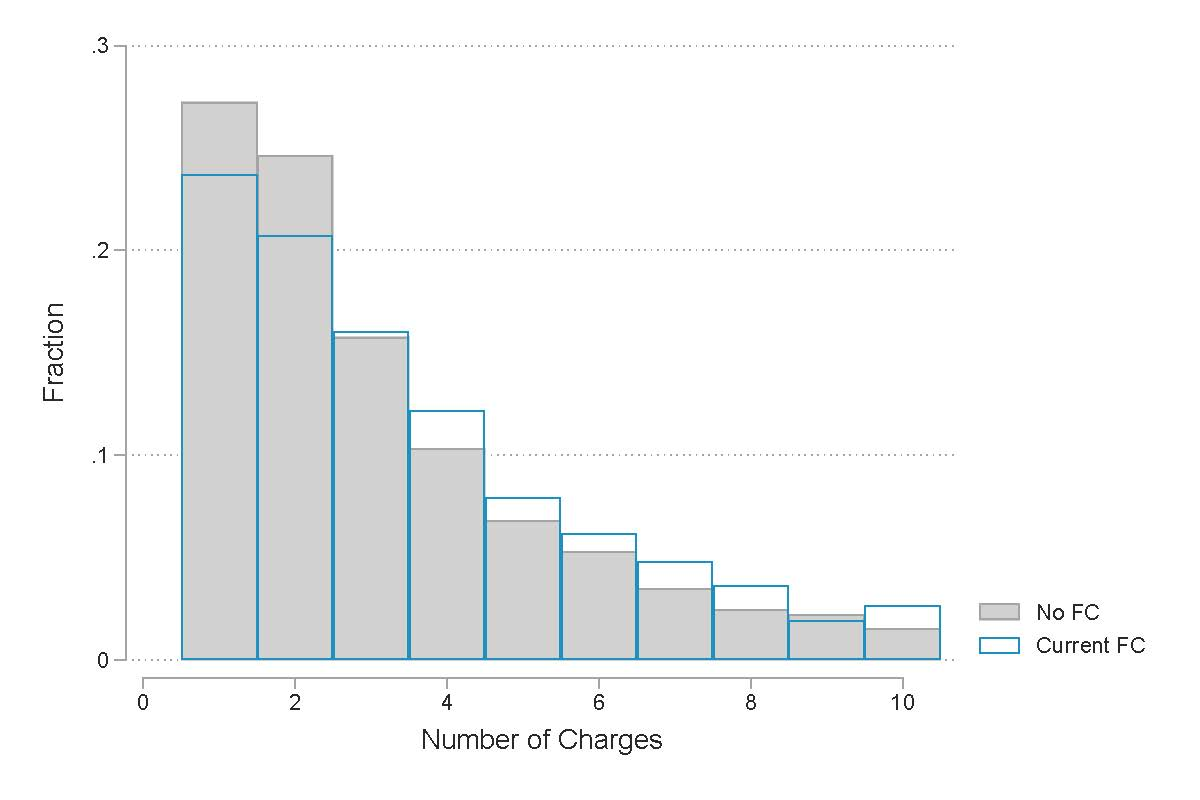 .3
.2
.1
0
Fraction
0 2 4 6 8 10
Number of Charges
No FC
Current FC